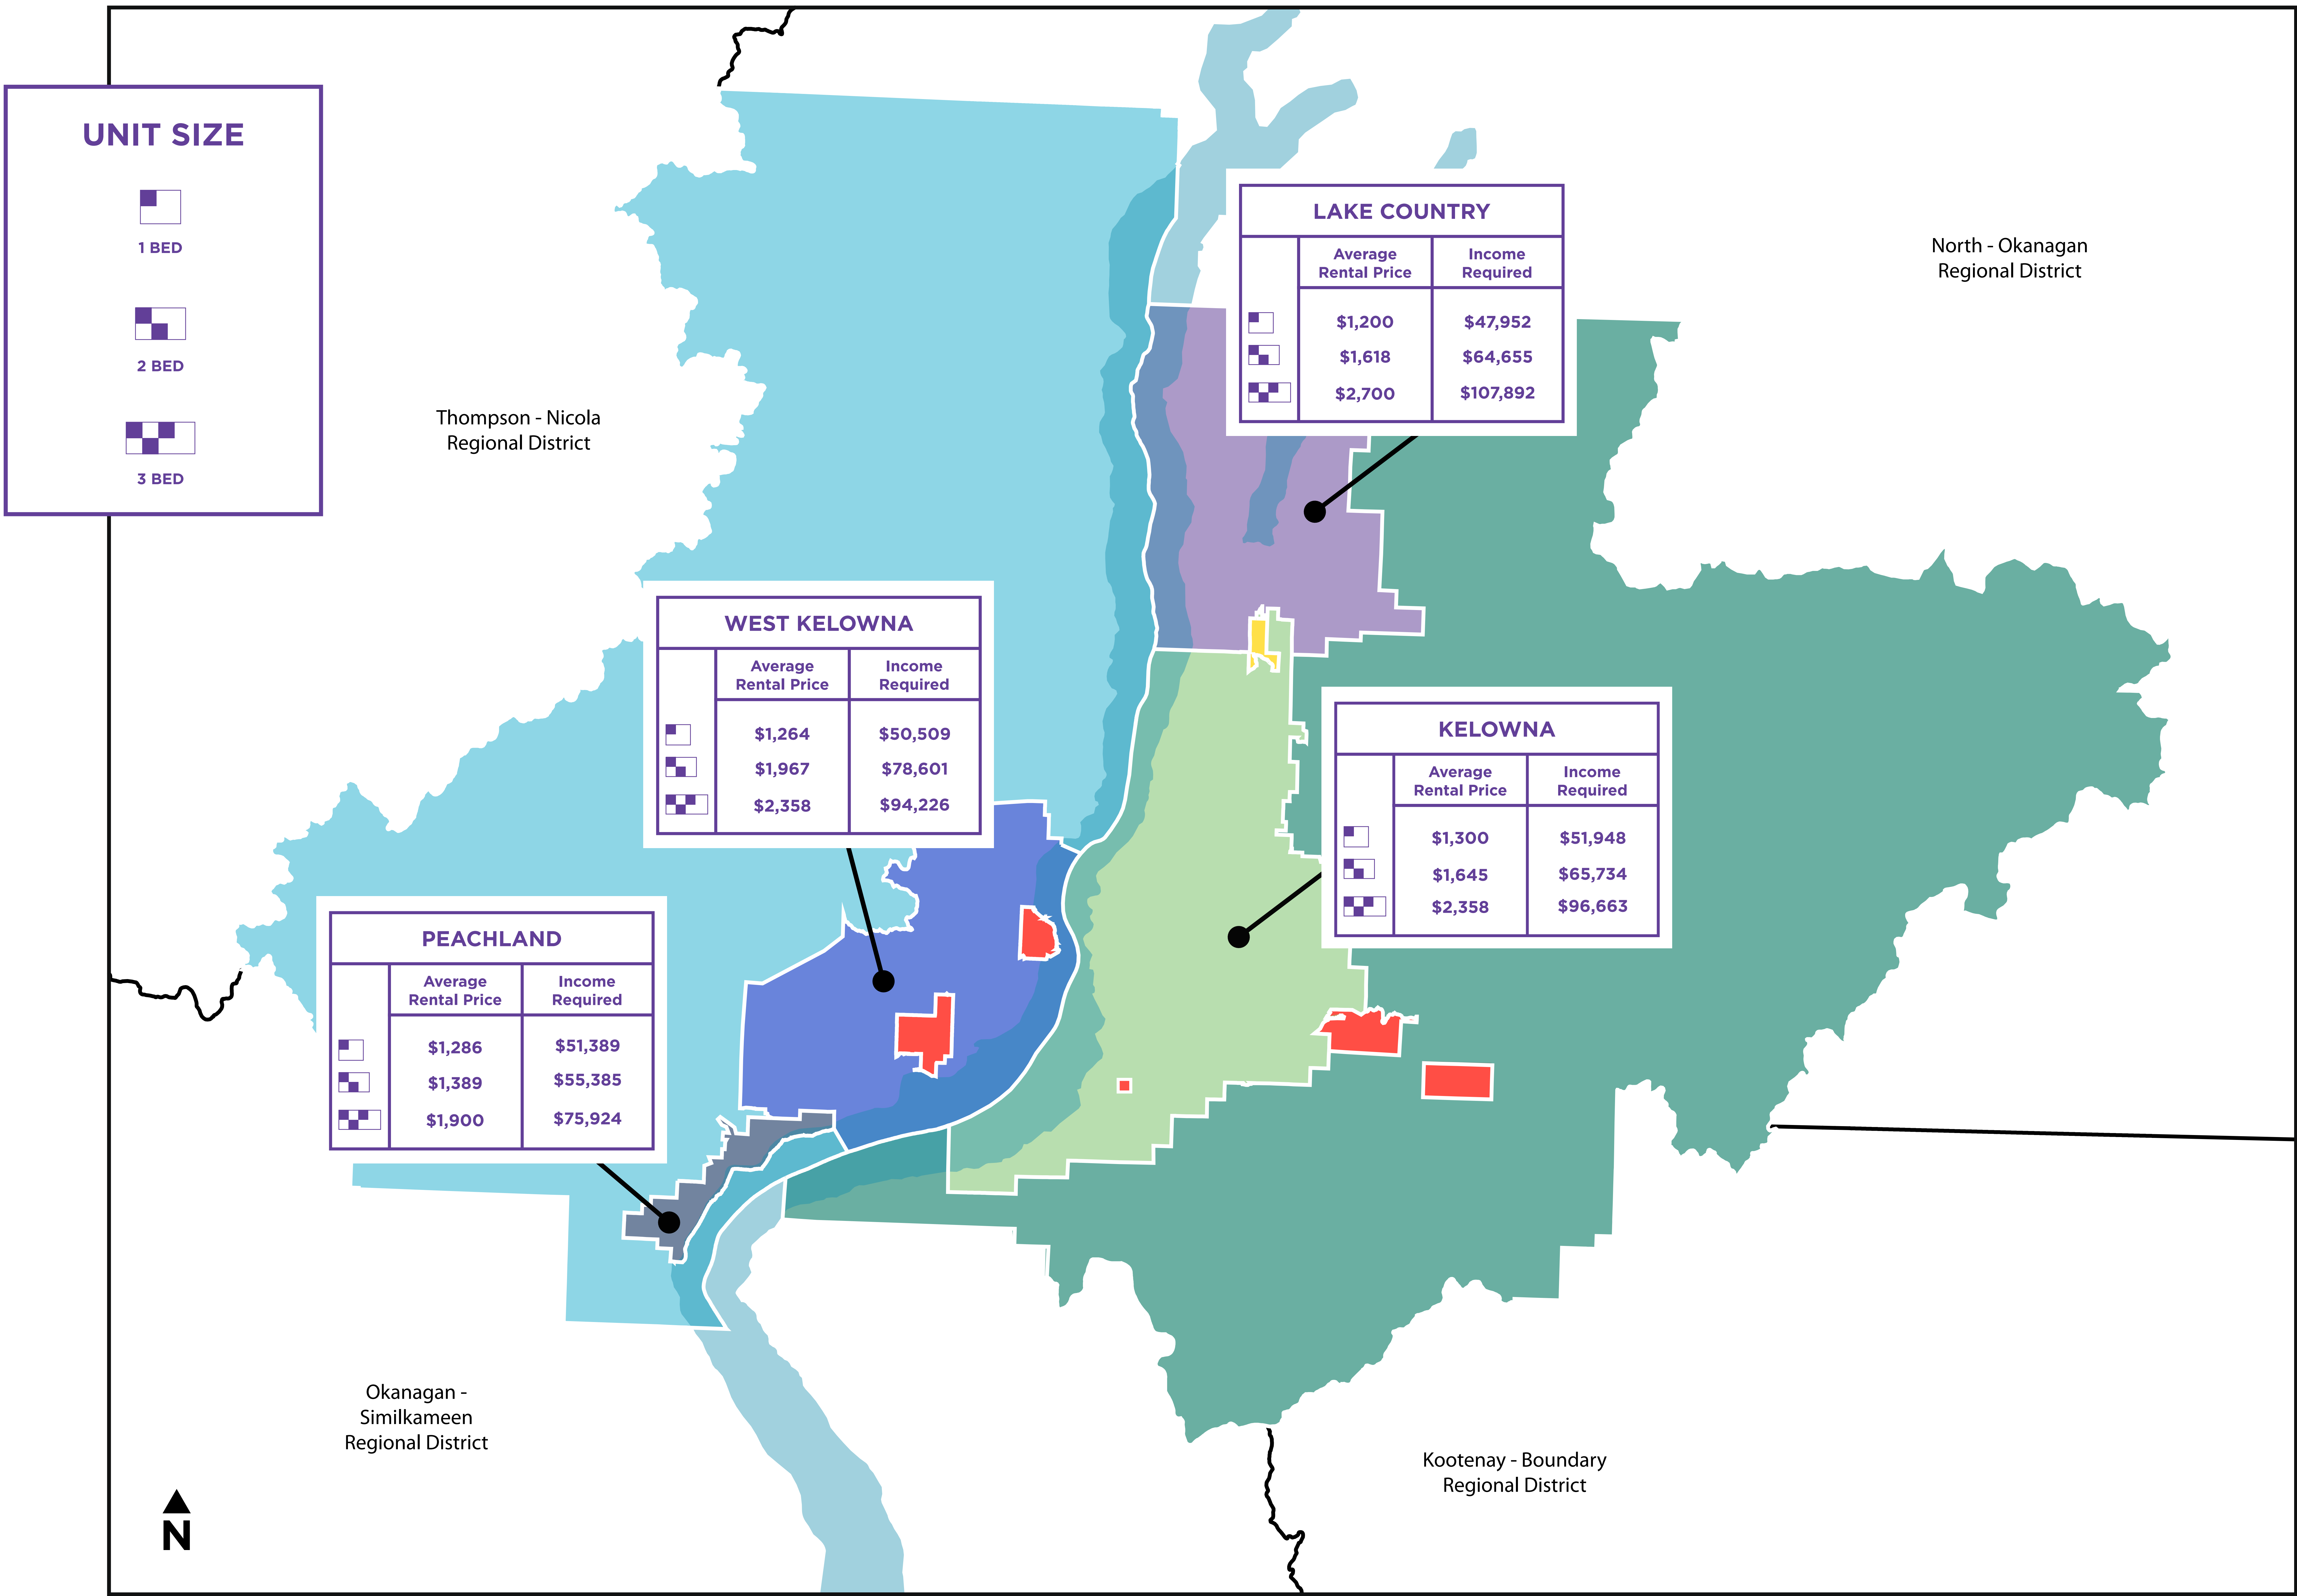 UNIT SIZE
1 BED
2 BED
3 BED
Thompson - Nicola
Regional District
North - Okanagan
Regional District
LAKE COUNTRY
Average
Rental Price
Income
Required
$1,200 $47,952
$1,618 $64,655
$2,700 $107,892
WEST KELOWNA
Average
Rental Price
Income
Required
$1,264 $50,509
$1,967 $78,601
$2,358 $94,226
KELOWNA
Average
Rental Price
Income
Required
$1,300 $51,948
$1,645 $65,734
$2,358 $96,663
PEACHLAND
Average
Rental Price
Income
Required
$1,286 $51,389
$1,389 $55,385
$1,900 $75,924
Okanagan -
Similkameen
Regional District
Kootenay - Boundary
Regional District
N